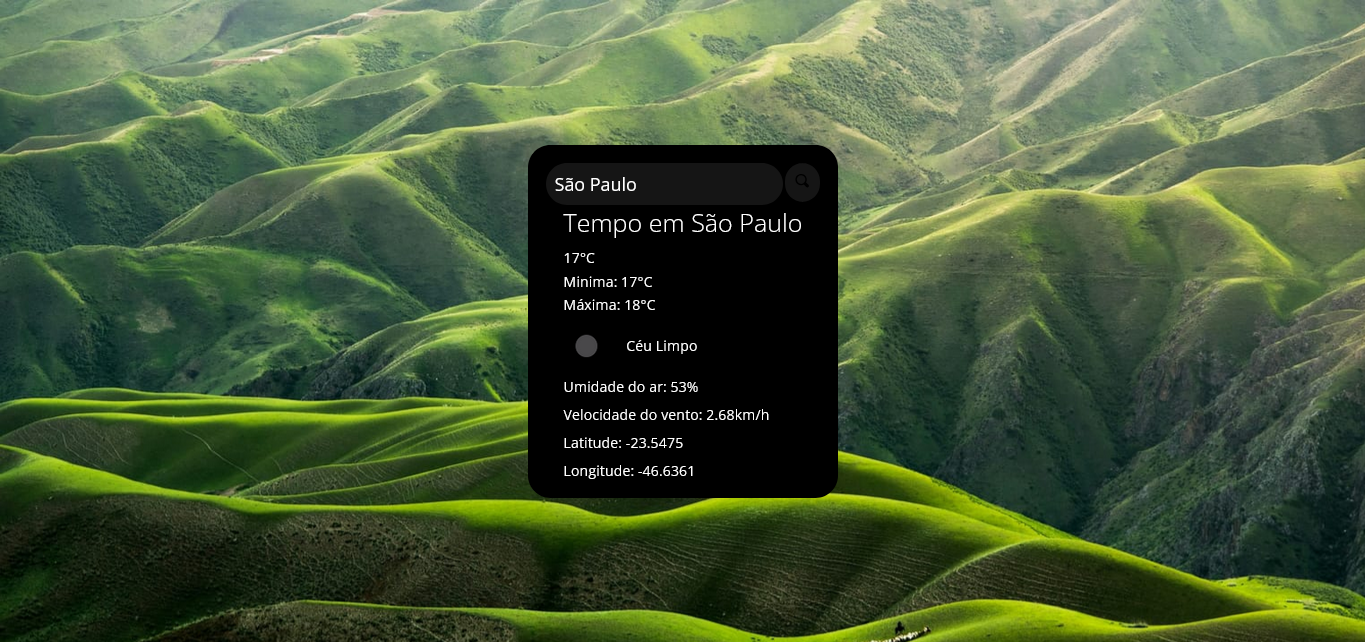 São Paulo
Tempo em São Paulo
17°C
Minima: 17°C
Máxima: 18°C
Céu Limpo
Umidade do ar: 53%
Velocidade do vento: 2.68km/h
Latitude: -23.5475
Longitude: -46.6361